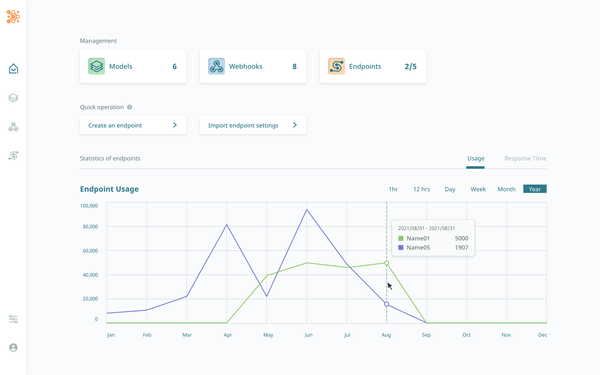 Management
Models 6
Webhooks 8
Endpoints 2/5
Quick operation
Create an endpoint
Import endpoint settings
Statistics of endpoints
Usage
Response Time
Endpoint Usage
1hr
12 hrs
Day
Week
Month
Year
100,000
80,000
60,000
40,000
20,000
0
2021/08/01 - 2021/08/31
Name01 5000
Name05 1907
Jan Feb Mar Apr May Jun Jul Aug Sep Oct Nov Dec